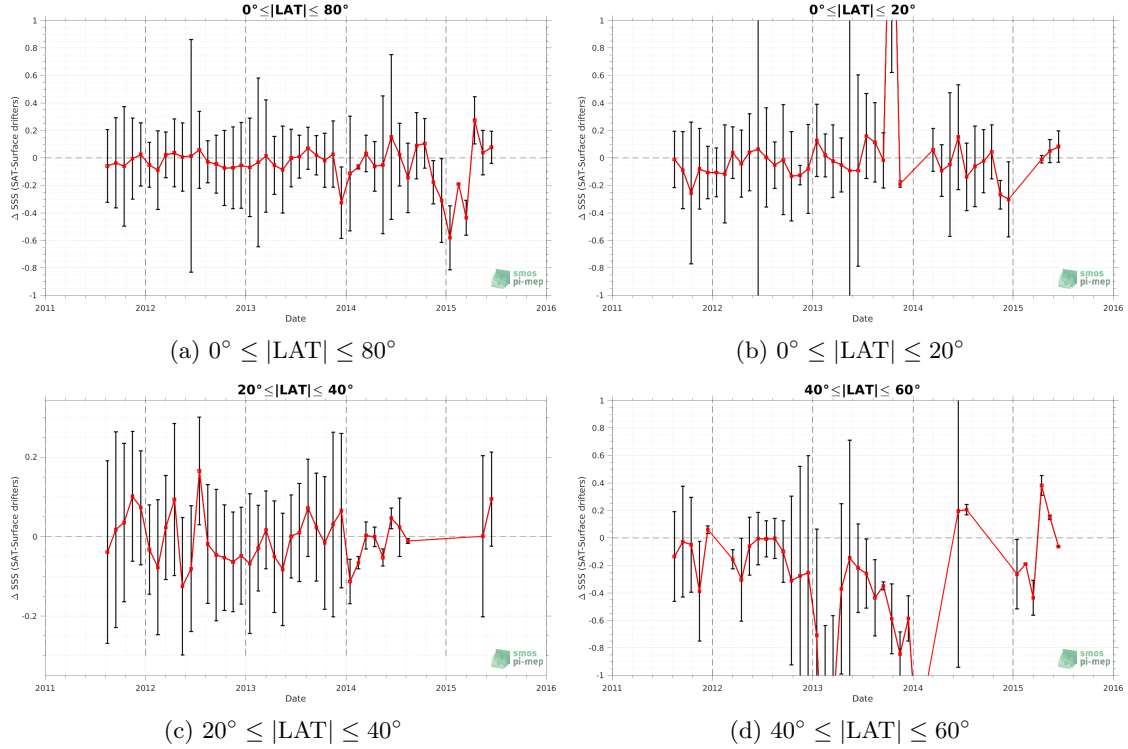 0°≤|LAT|≤ 80°
Δ SSS (SAT-Surface drifters)
1
0.8
0.6
0.4
0.2
0
-0.2
-0.4
-0.6
-0.8
-1
2011 2012 2013 2014 2015 2016
Date
smos
pi-mep
(a) 0° ≤ |LAT| ≤ 80°
0°≤|LAT|≤ 20°
Δ SSS (SAT-Surface drifters)
1
0.8
0.6
0.4
0.2
0
-0.2
-0.4
-0.6
-0.8
-1
2011 2012 2013 2014 2015 2016
Date
smos
pi-mep
(b) 0° ≤ |LAT| ≤ 20°
20°≤|LAT|≤ 40°
Δ SSS (SAT-Surface drifters)
0.2
0
-0.2
2011 2012 2013 2014 2015 2016
Date
smos
pi-mep
(c) 20° ≤ |LAT| ≤ 40°
40°≤|LAT|≤ 60°
Δ SSS (SAT-Surface drifters)
1
0.8
0.6
0.4
0.2
0
-0.2
-0.4
-0.6
-0.8
-1
2011 2012 2013 2014 2015 2016
Date
smos
pi-mep
(d) 40° ≤ |LAT| ≤ 60°